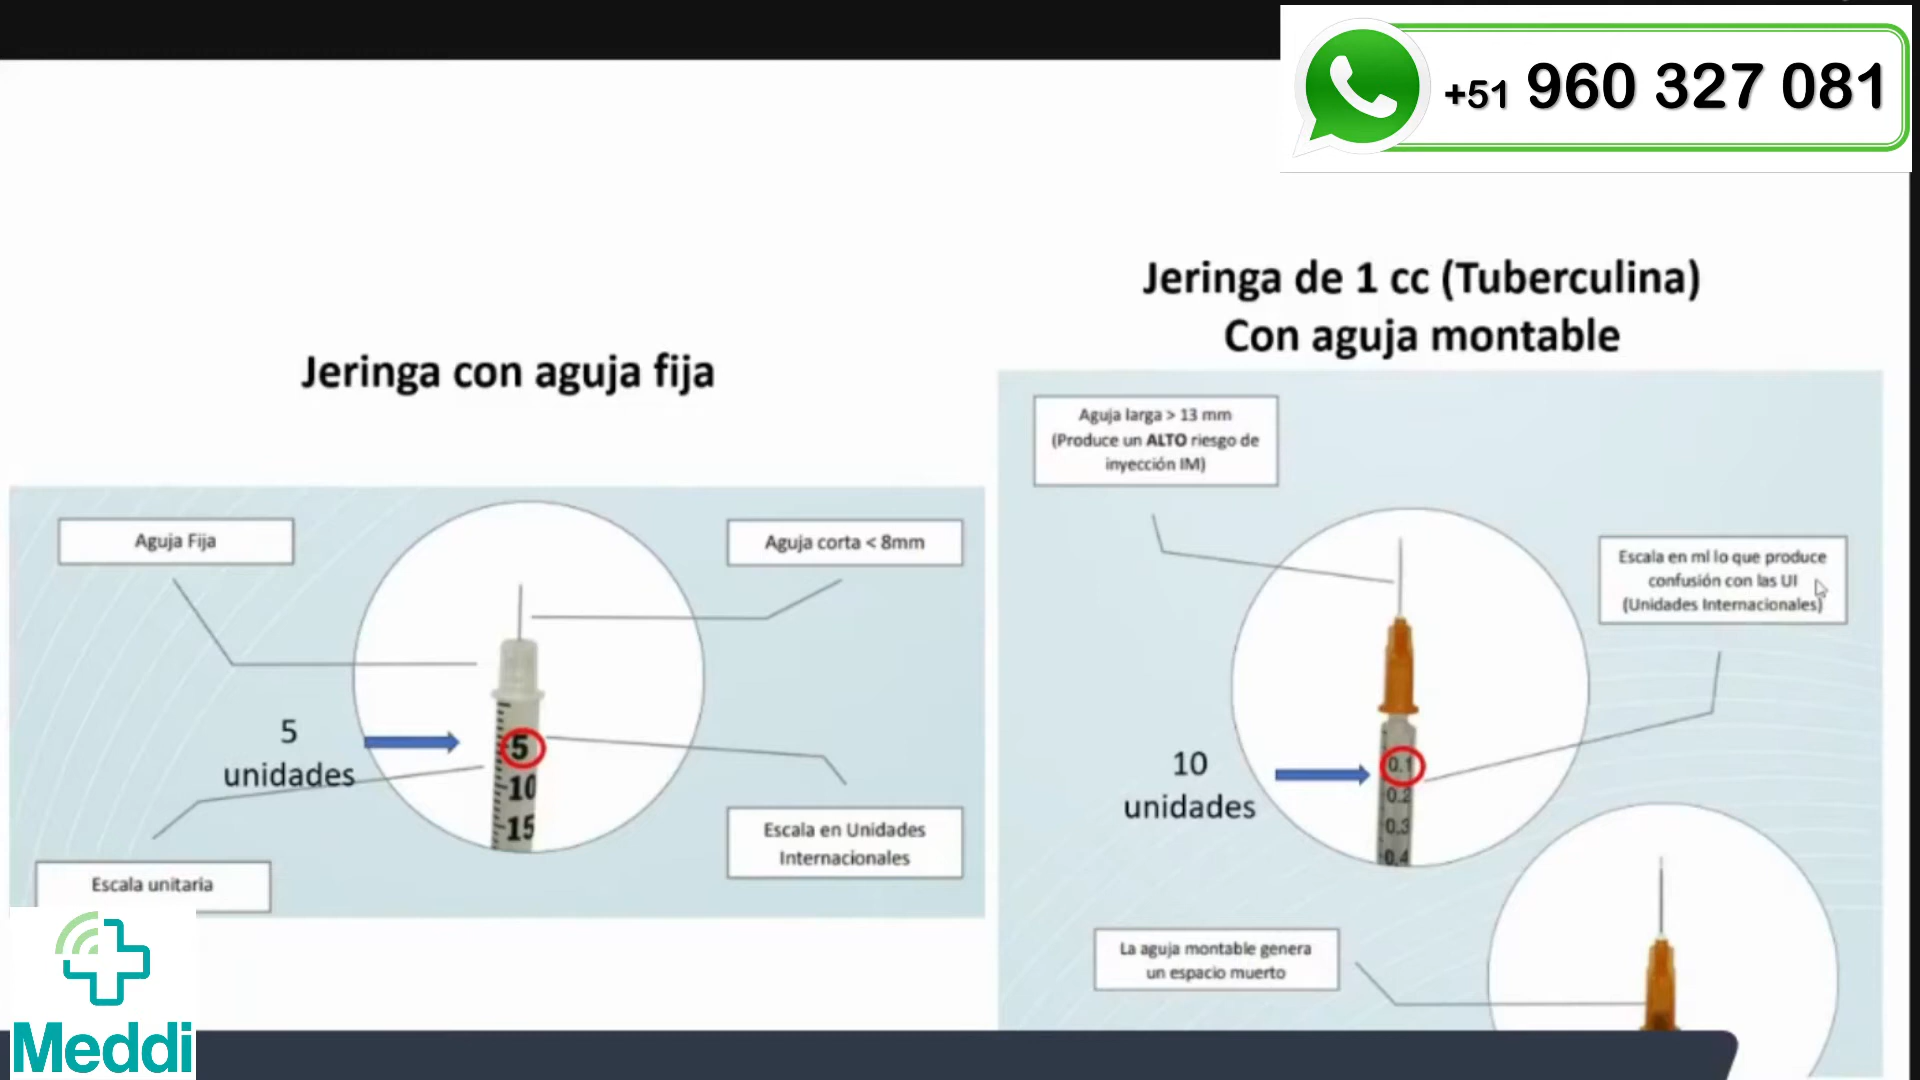 +51 960 327 081
Jeringa con aguja fija
Aguja Fija
Aguja corta < 8mm
5
unidades
5
10
15
Escala en Unidades
Internacionales
Escala unitaria
Jeringa de 1 cc (Tuberculina)
Con aguja montable
Aguja larga > 13 mm
(Produce un ALTO riesgo de
inyección IM)
Escala en ml lo que produce
confusión con las UI
(Unidades Internacionales)
10
unidades
0.1
0.2
0.3
0.4
La aguja montable genera
un espacio muerto
Meddi